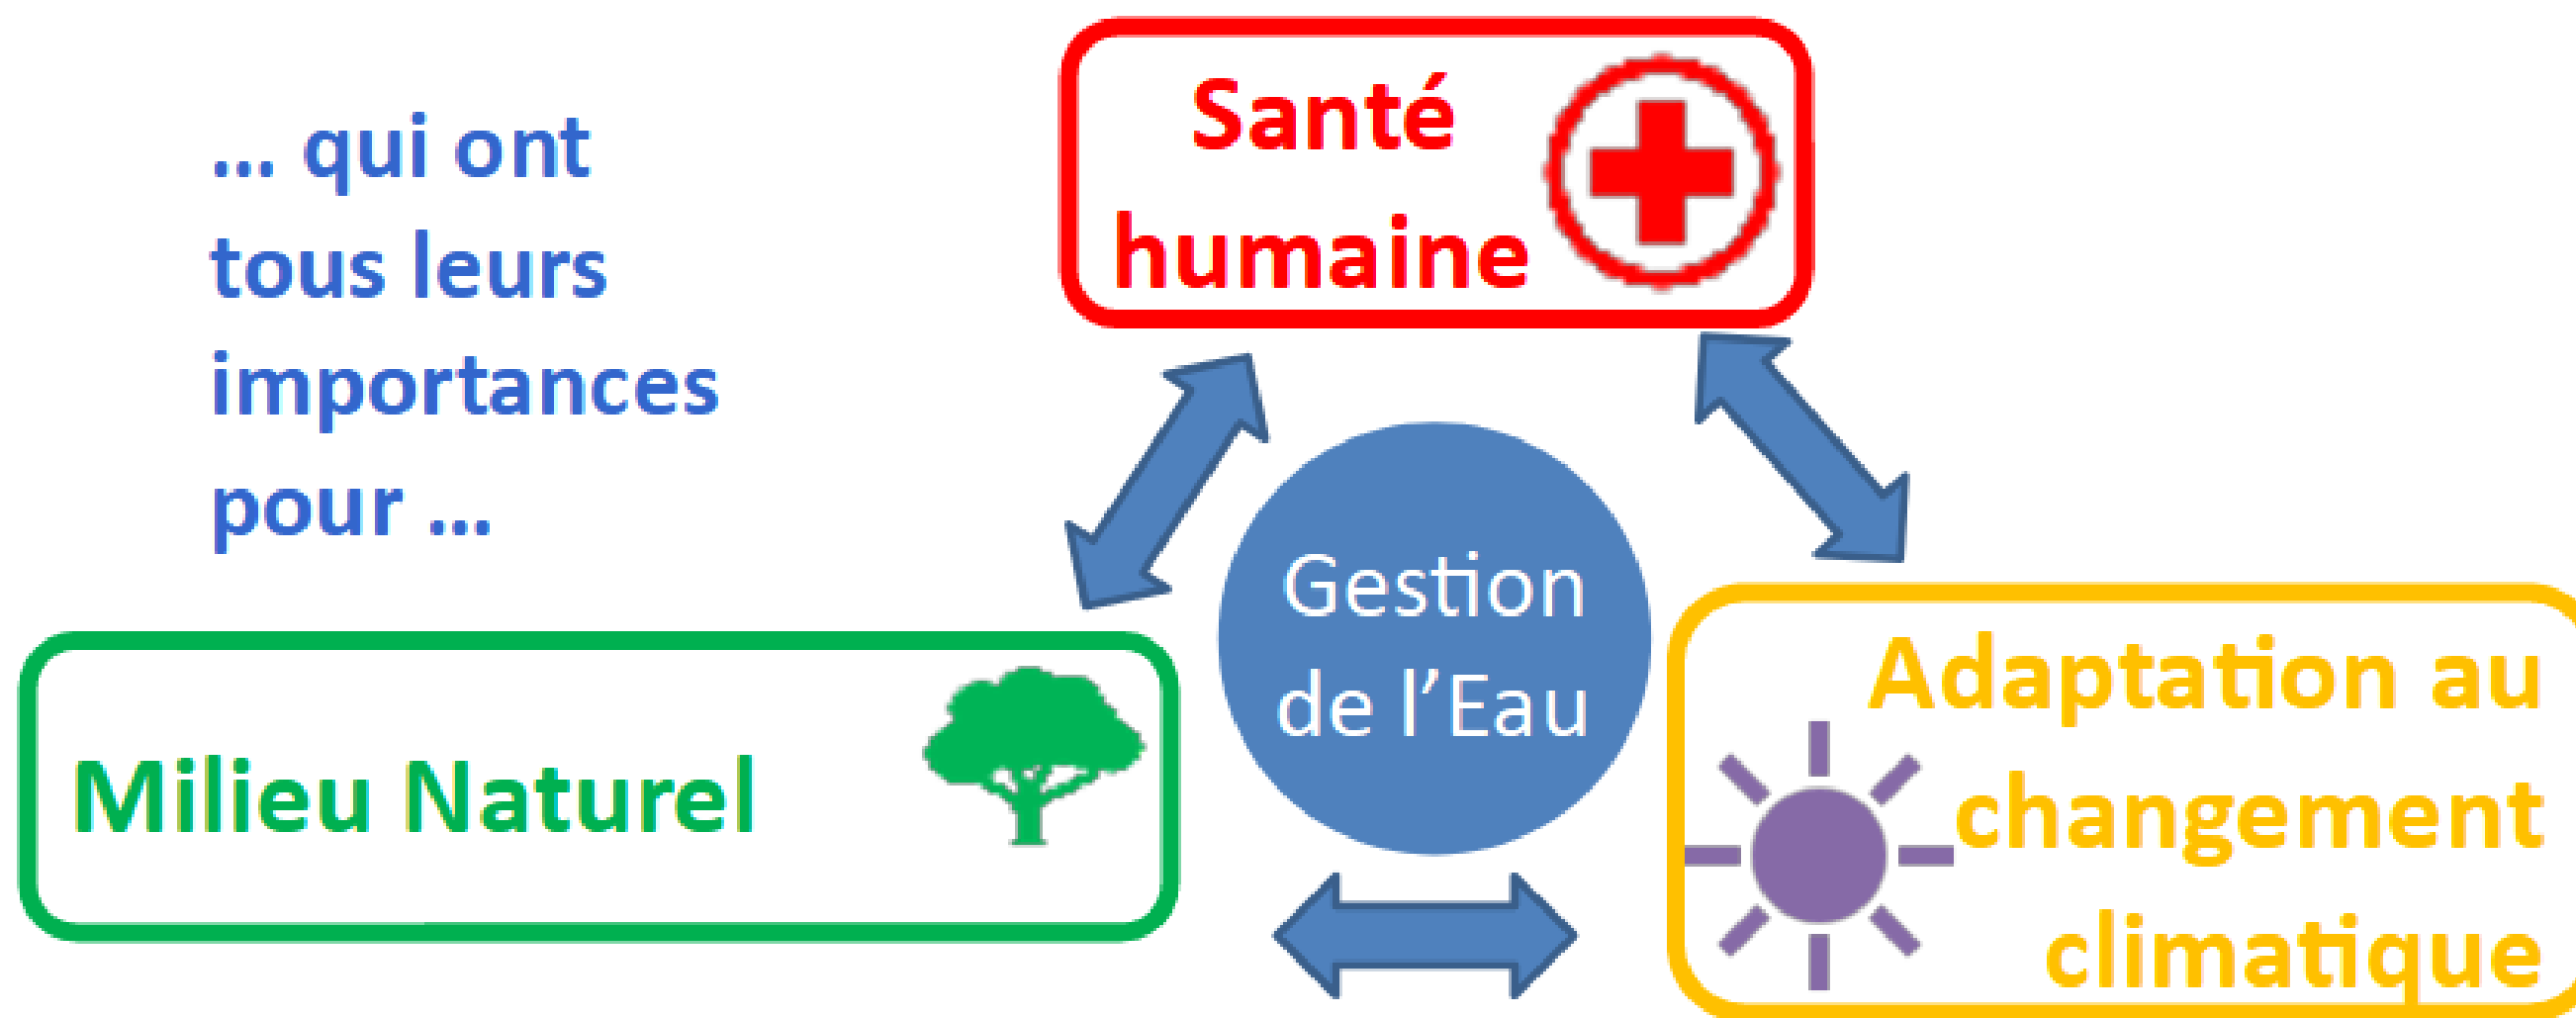 ... qui ont
tous leurs
importances
pour ...
Santé
humaine
Gestion
de l’Eau
Milieu Naturel
Adaptation au
changement
climatique